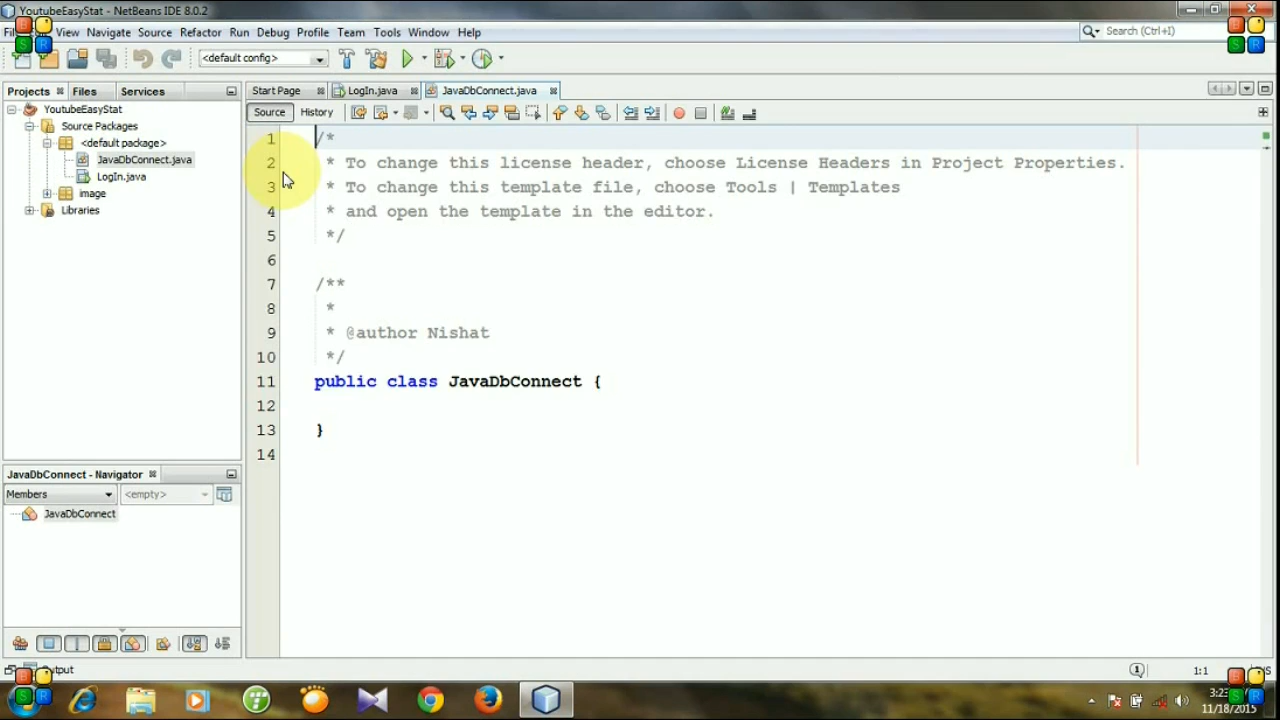 YoutubeEasyStat - NetBeans IDE 8.0.2
View Navigate Source Refactor Run Debug Profile Team Tools Window Help
Search (Ctrl+I)
<default config>
Projects Files Services
Start Page LogIn.java JavaDbConnect.java
Source History
YoutubeEasyStat
Source Packages
<default package>
JavaDbConnect.java
LogIn.java
image
Libraries
1 /*
2 * To change this license header, choose License Headers in Project Properties.
3 * To change this template file, choose Tools | Templates
4 * and open the template in the editor.
5 */
6
7 /**
8 *
9 * @author Nishat
10 */
11 public class JavaDbConnect {
12
13 }
14
JavaDbConnect - Navigator
Members <empty>
JavaDbConnect
1:1
11/18/2015